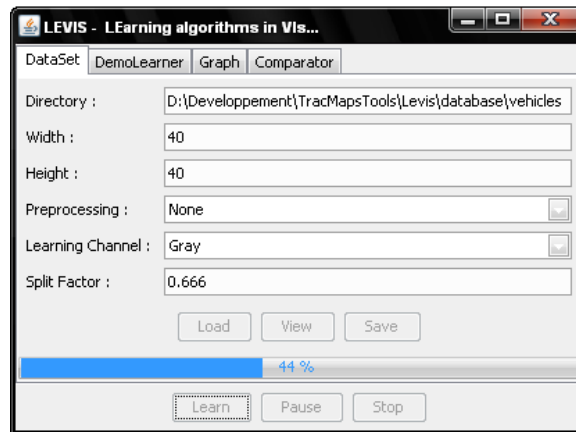 LEVIS - LEarning algorithms in VIs...
DataSet DemoLearner Graph Comparator
Directory : D:\Developpement\TracMapsTools\Levis\database\vehicles
Width : 40
Height : 40
Preprocessing : None
Learning Channel : Gray
Split Factor : 0.666
Load View Save
44 %
Learn Pause Stop